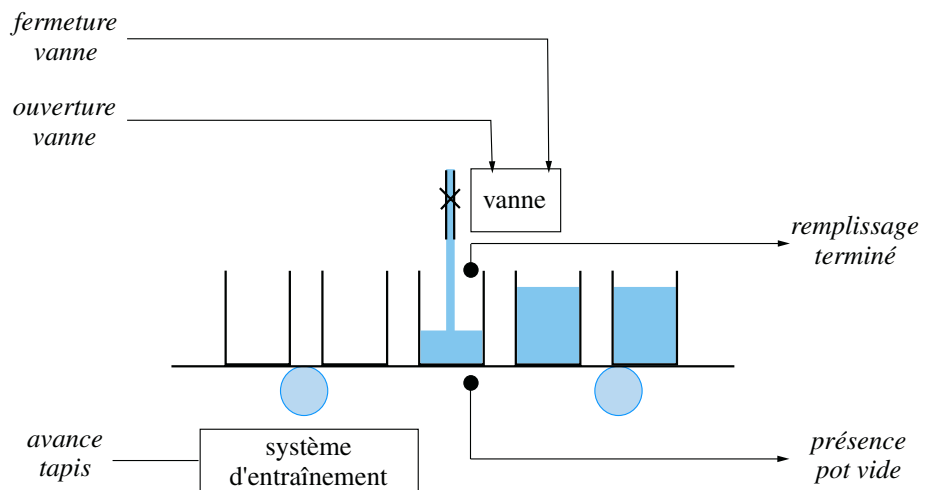 fermeture
vanne
ouverture
vanne
vanne
remplissage
terminé
avance
tapis
système
d'entraînement
présence
pot vide